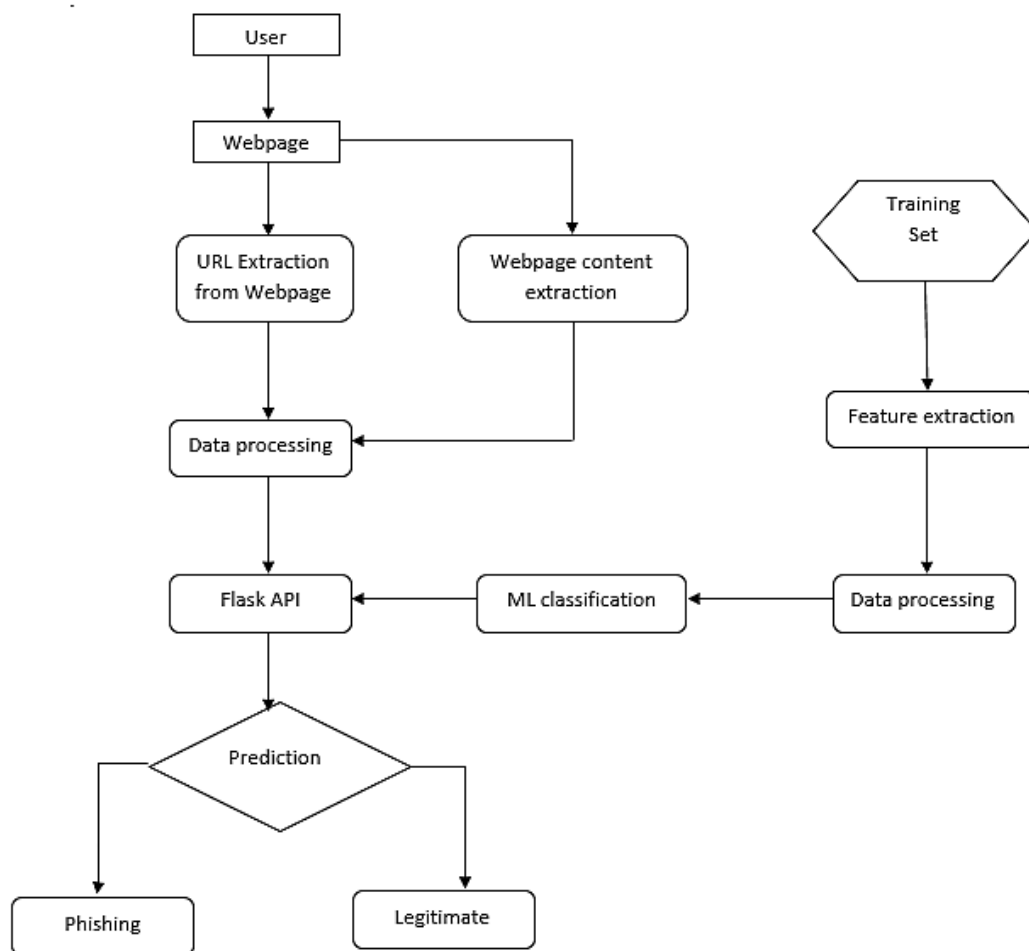 User
Webpage
Training
Set
URL Extraction
from Webpage
Webpage content
extraction
Feature extraction
Data processing
Flask API
ML classification
Data processing
Prediction
Phishing
Legitimate